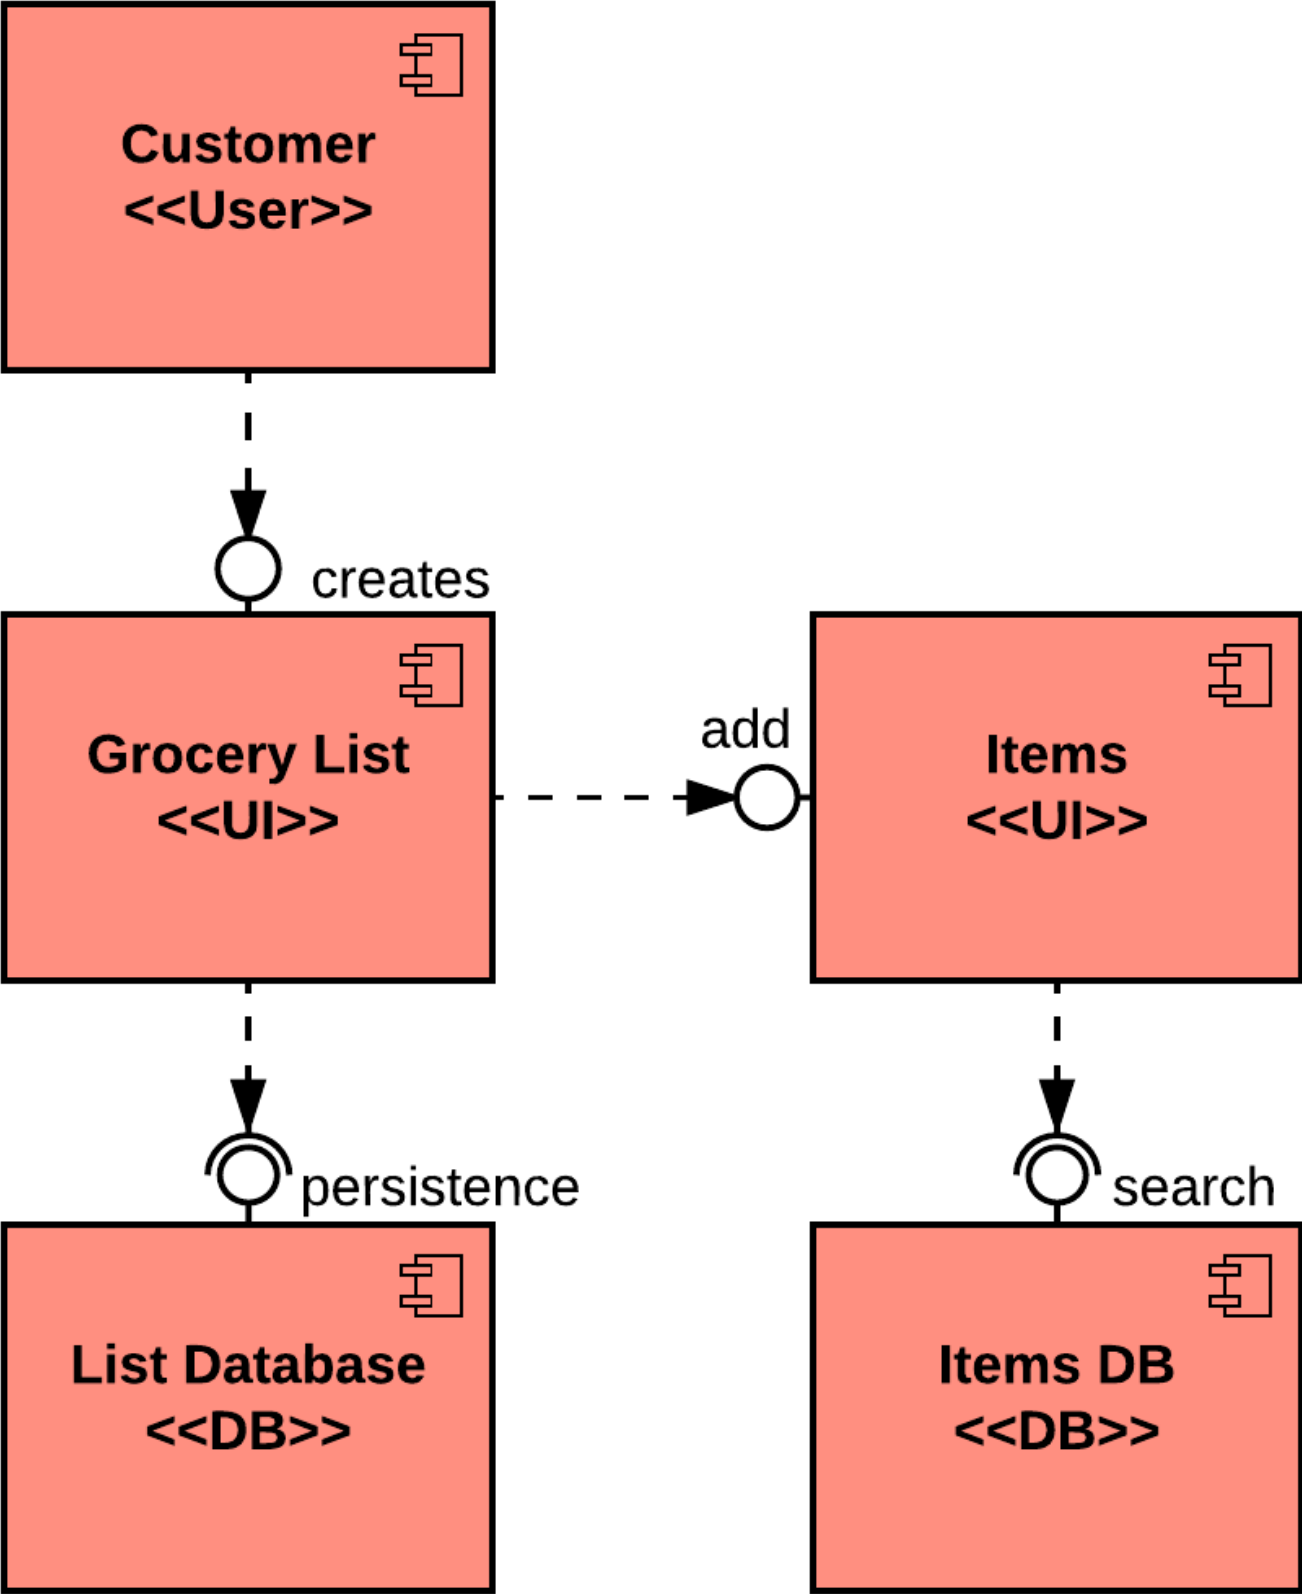 Customer
<<User>>
creates
Grocery List
<<UI>>
add
Items
<<UI>>
persistence
search
List Database
<<DB>>
Items DB
<<DB>>